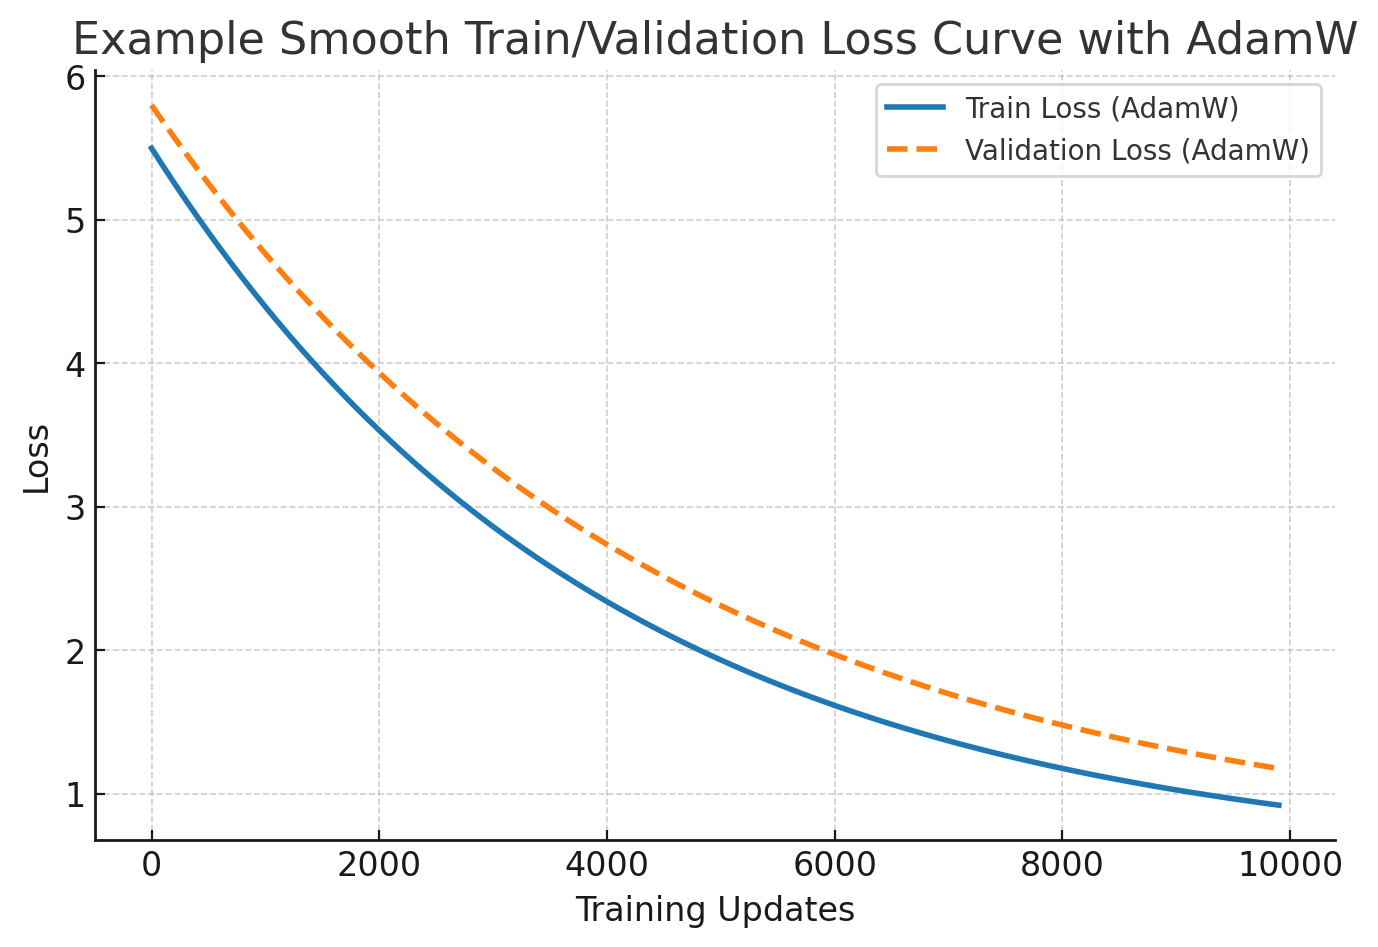 Example Smooth Train/Validation Loss Curve with AdamW
Train Loss (AdamW)
Validation Loss (AdamW)
6
5
4
3
2
1
Loss
0 2000 4000 6000 8000 10000
Training Updates